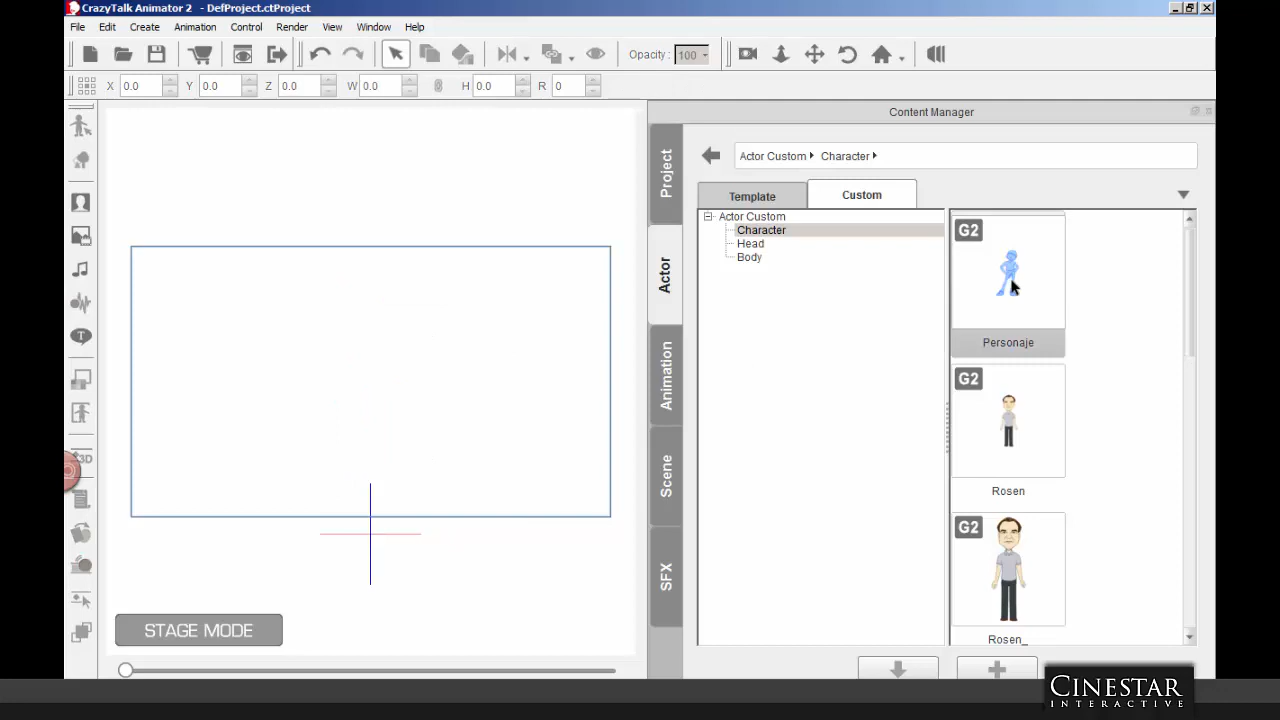 CrazyTalk Animator 2 - DefProject.ctProject
File Edit Create Animation Control Render View Window Help
Opacity : 100
X 0.0 Y 0.0 Z 0.0 W 0.0 H 0.0 R 0
Content Manager
Project
Actor
Animation
Scene
SFX
Actor Custom Character
Template Custom
Actor Custom
Character
Head
Body
G2
Personaje
G2
Rosen
G2
Rosen_
T
3D
STAGE MODE
CINESTAR
INTERACTIVE